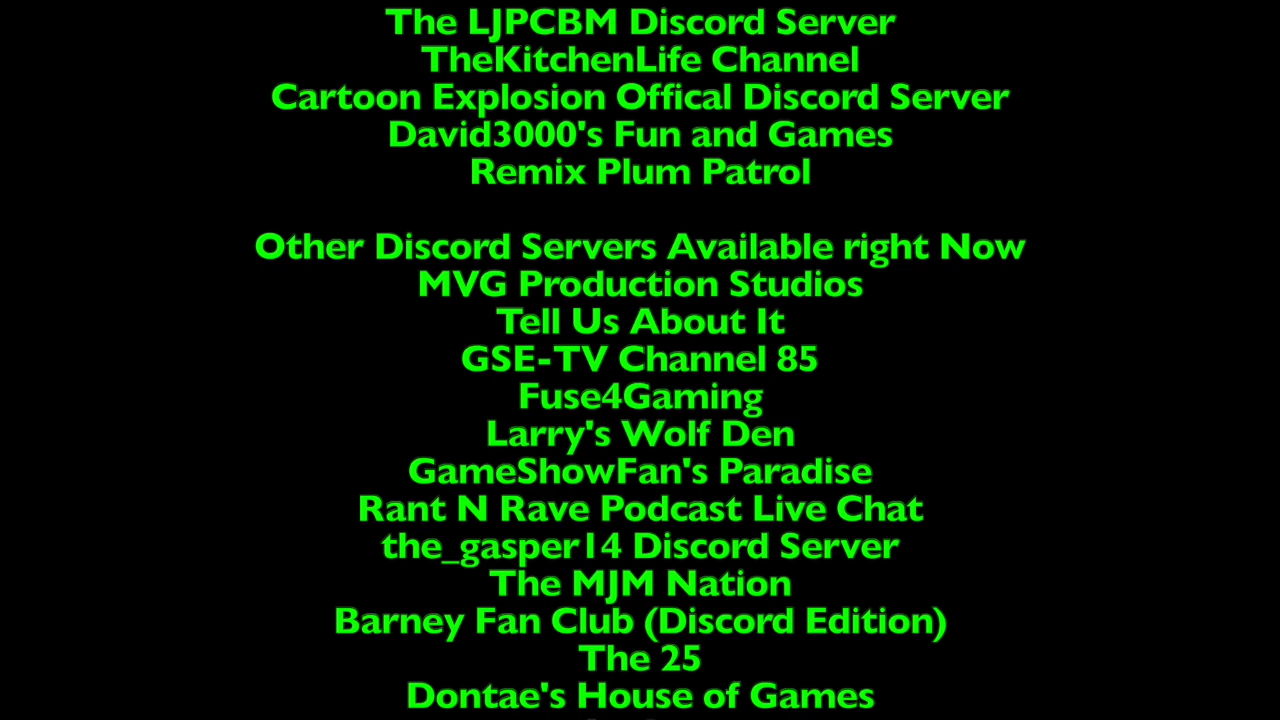 The LJPCBM Discord Server
TheKitchenLife Channel
Cartoon Explosion Offical Discord Server
David3000's Fun and Games
Remix Plum Patrol
Other Discord Servers Available right Now
MVG Production Studios
Tell Us About It
GSE-TV Channel 85
Fuse4Gaming
Larry's Wolf Den
GameShowFan's Paradise
Rant N Rave Podcast Live Chat
the_gasper14 Discord Server
The MJM Nation
Barney Fan Club (Discord Edition)
The 25
Dontae's House of Games